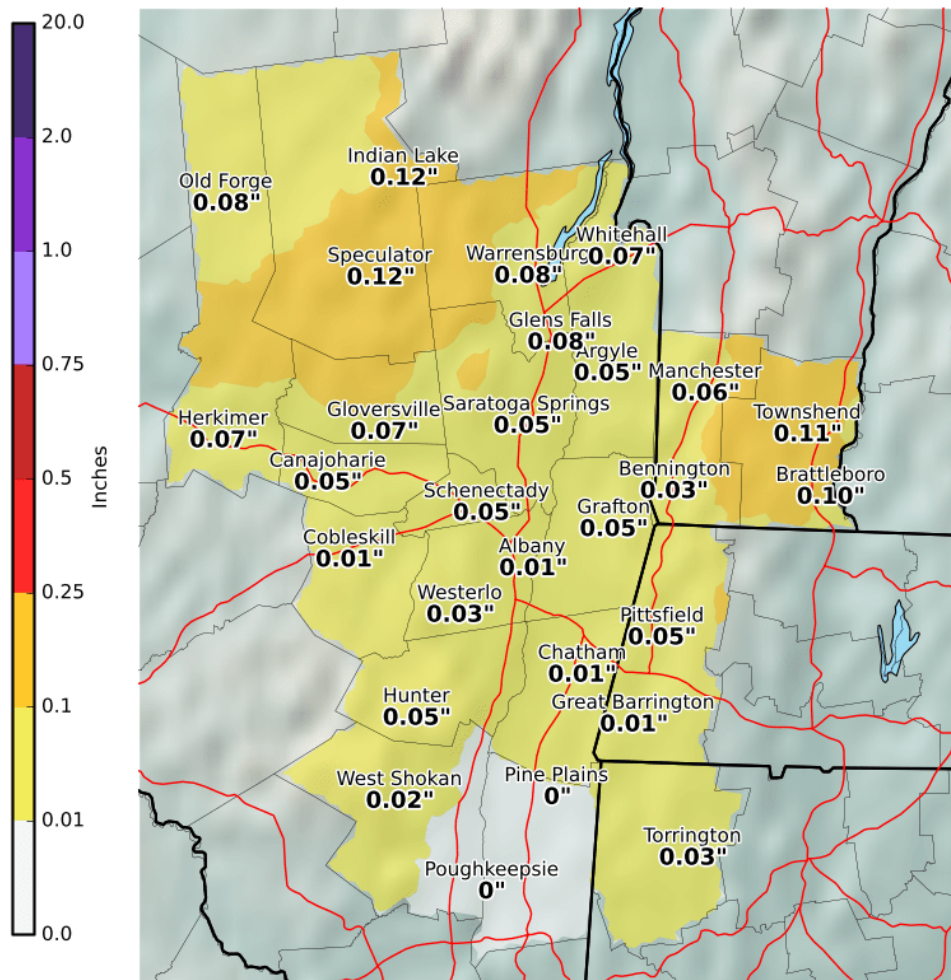 20.0
2.0
1.0
0.75
0.5
0.25
0.1
0.01
0.0
Inches
Indian Lake
0.12"
Old Forge
0.08"
Whitehall
0.07"
Speculator
0.12"
Warrensburg
0.08"
Glens Falls
0.08"
Argyle
0.05"
Manchester
0.06"
Saratoga Springs
0.05"
Gloversville
0.07"
Herkimer
0.07"
Townshend
0.11"
Canajoharie
0.05"
Bennington
0.03"
Brattleboro
0.10"
Schenectady
0.05"
Grafton
0.05"
Cobleskill
0.01"
Albany
0.01"
Westerlo
0.03"
Pittsfield
0.05"
Chatham
0.01"
Hunter
0.05"
Great Barrington
0.01"
West Shokan
0.02"
Pine Plains
0"
Torrington
0.03"
Poughkeepsie
0"